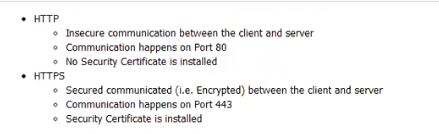 HTTP
Insecure communication between the client and server
Communication happens on Port 80
No Security Certificate is installed
HTTPS
Secured communicated (i.e. Encrypted) between the client and server
Communication happens on Port 443
Security Certificate is installed